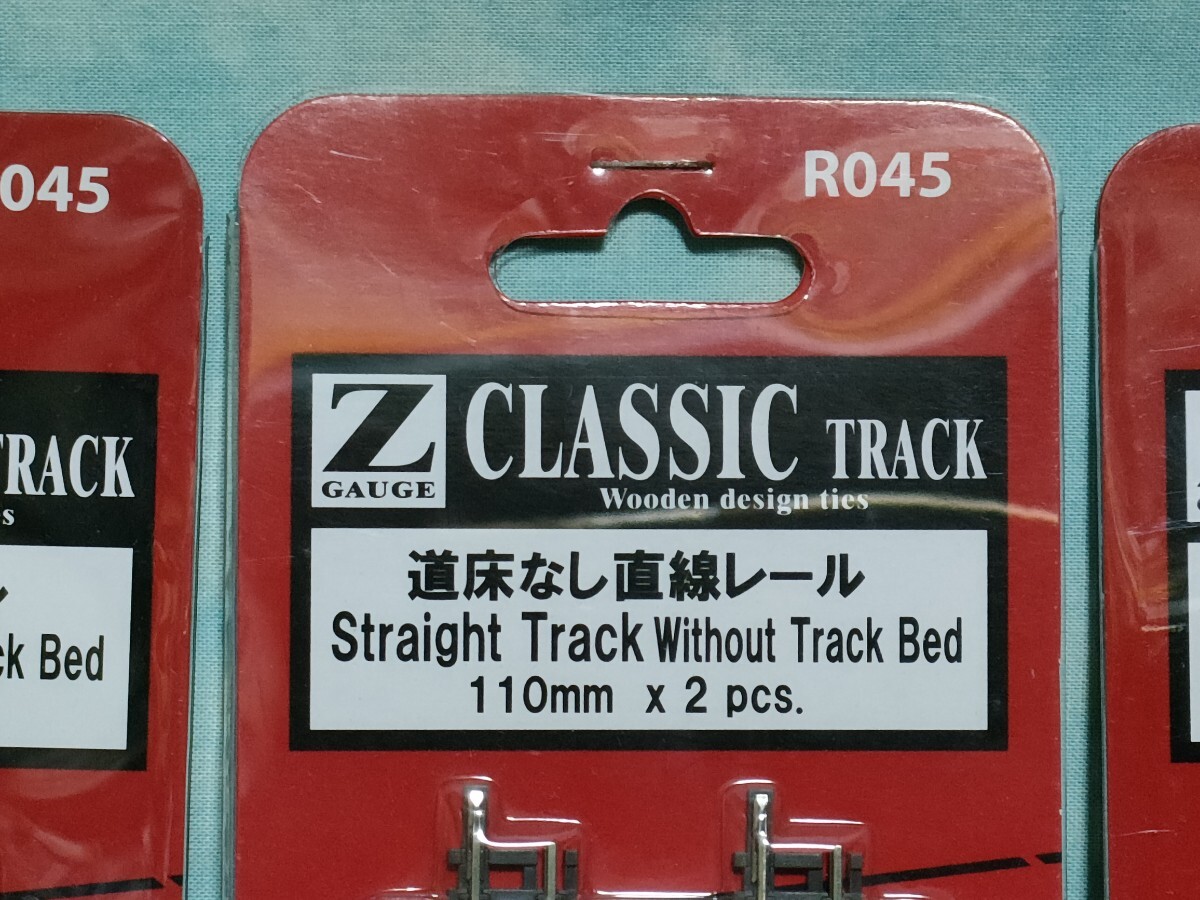 045
TRACK
s
ル
ck Bed
R045
Z
GAUGE
CLASSIC TRACK
Wooden design ties
道床なし直線レール
Straight Track Without Track Bed
110mm x 2 pcs.